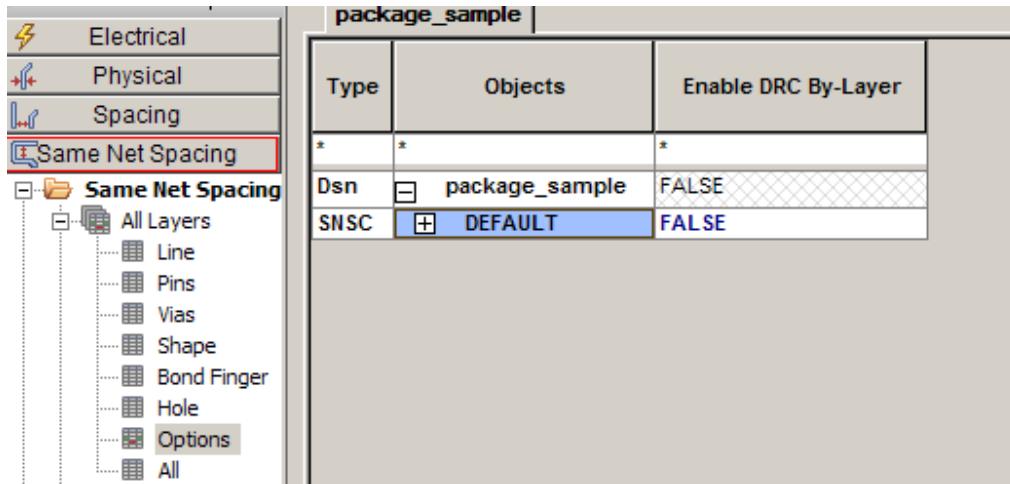 package_sample
Electrical
Physical
Spacing
Same Net Spacing
Same Net Spacing
All Layers
Line
Pins
Vias
Shape
Bond Finger
Hole
Options
All
Type Objects Enable DRC By-Layer
* * *
Dsn package_sample FALSE
SNSC DEFAULT FALSE